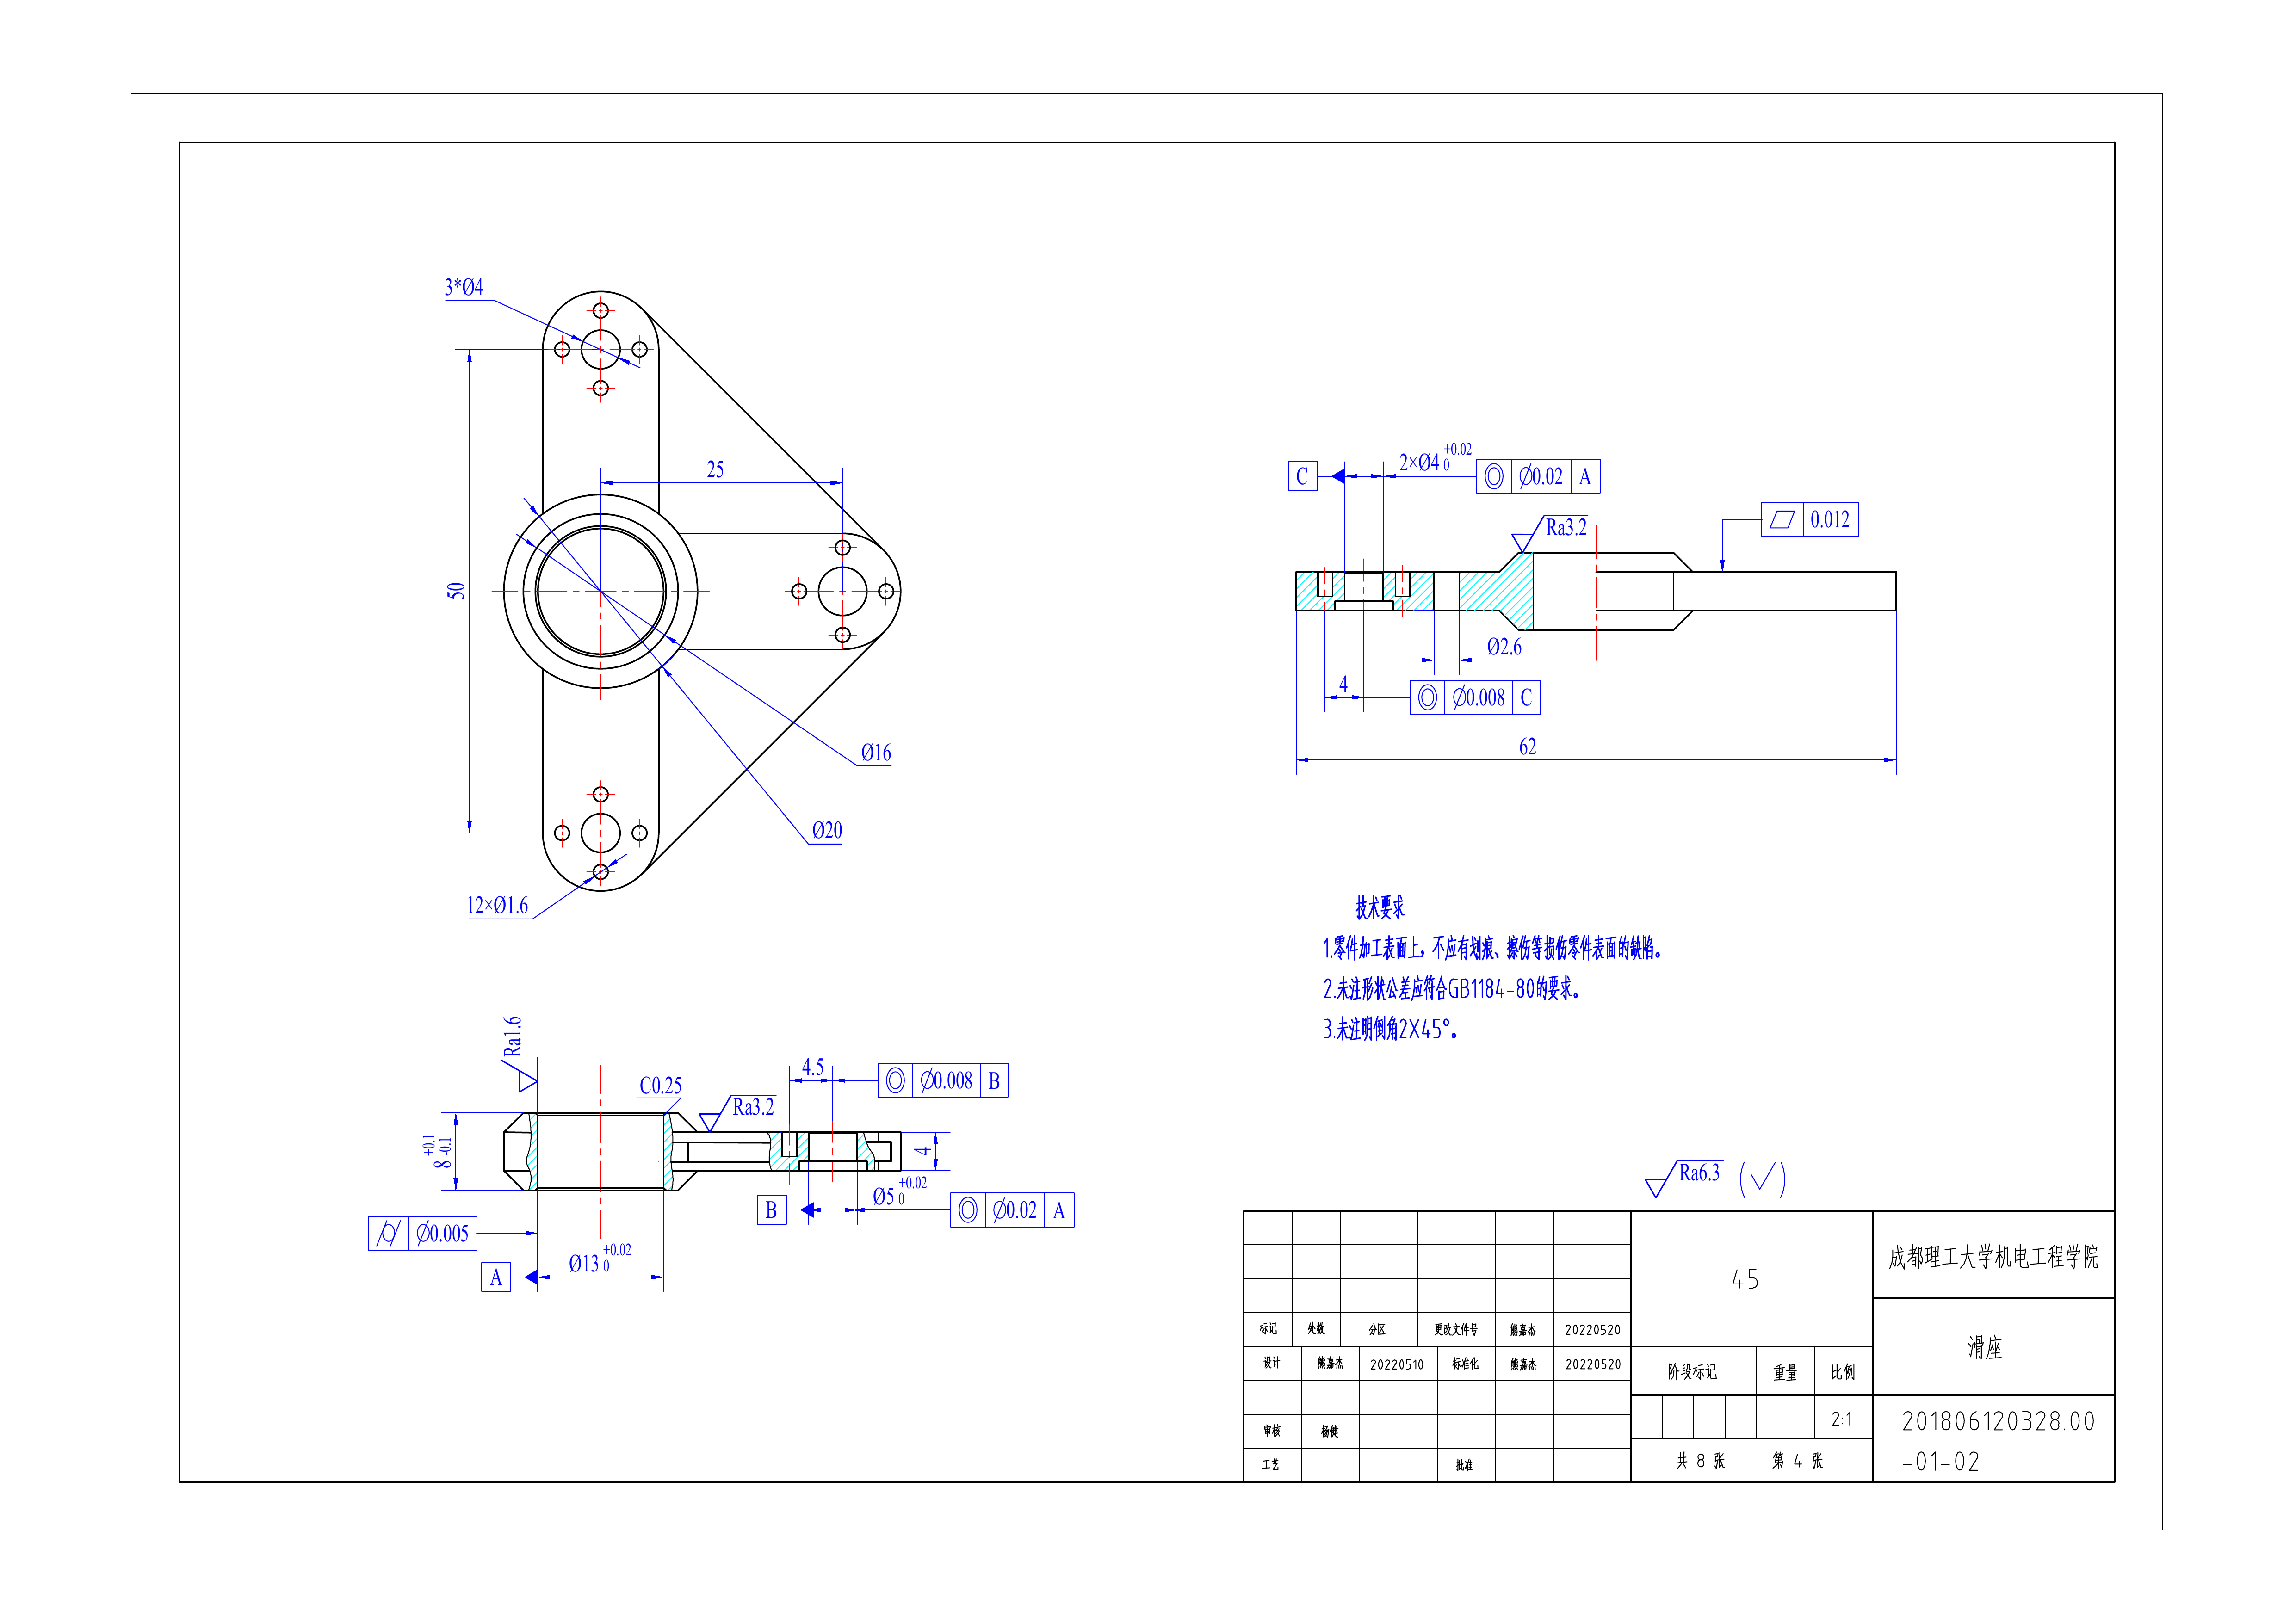 3*Ø4
25
50
Ø16
Ø20
12×Ø1.6
C
2×Ø4 +0.02 0
Ø0.02 A
Ra3.2
0.012
Ø2.6
4
Ø0.008 C
62
技术要求
1.零件加工表面上，不应有划痕、擦伤等损伤零件表面的缺陷。
2.未注形状公差应符合GB1184-80的要求。
3.未注明倒角2X45°。
Ra1.6
C0.25
Ra3.2
4.5
Ø0.008 B
8 +0.1 -0.1
4
B
Ø5 +0.02 0
Ø0.02 A
Ø0.005
A
Ø13 +0.02 0
Ra6.3 (√)
标记 处数 分区 更改文件号 熊嘉杰 20220520
设计 熊嘉杰 20220510 标准化 熊嘉杰 20220520
审核 杨健
工艺 批准
45
阶段标记 重量 比例
2:1
共 8 张 第 4 张
成都理工大学机电工程学院
滑座
201806120328.00
-01-02